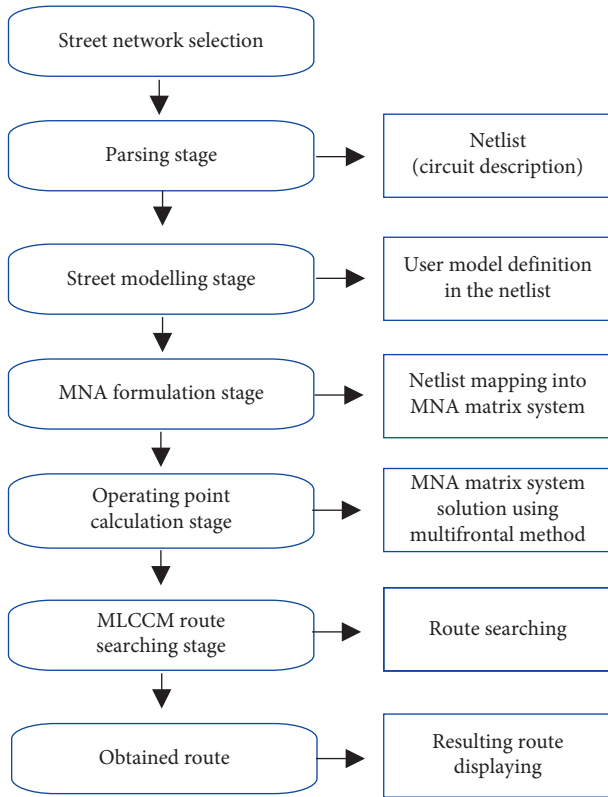 Street network selection
Parsing stage
Netlist
(circuit description)
Street modelling stage
User model definition
in the netlist
MNA formulation stage
Netlist mapping into
MNA matrix system
Operating point
calculation stage
MNA matrix system
solution using
multifrontal method
MLCCM route
searching stage
Route searching
Obtained route
Resulting route
displaying